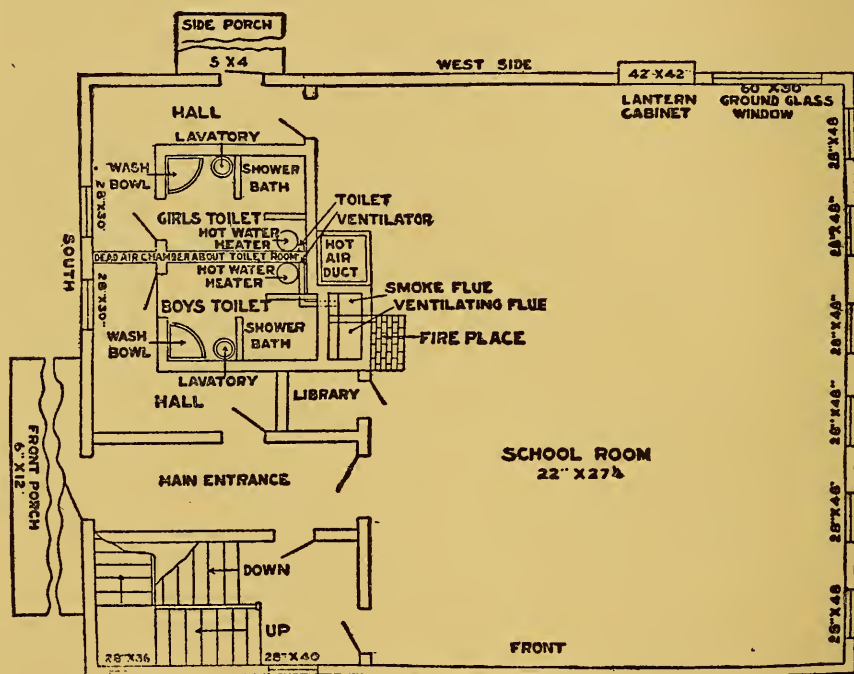 SIDE PORCH
5 X 4
WEST SIDE
42"X42"
LANTERN
CABINET
60"X36"
GROUND GLASS
WINDOW
HALL
LAVATORY
WASH
BOWL
SHOWER
BATH
28"X30"
GIRLS TOILET
HOT WATER
HEATER
TOILET
VENTILATOR
HOT
AIR
DUCT
SOUTH
DEAD AIR CHAMBER ABOUT TOILET ROOM
HOT WATER
HEATER
28"X30"
BOYS TOILET
SMOKE FLUE
VENTILATING FLUE
FIRE PLACE
WASH
BOWL
SHOWER
BATH
LAVATORY
HALL
LIBRARY
FRONT PORCH
6"X12'
MAIN ENTRANCE
SCHOOL ROOM
22"X27½
DOWN
UP
28"X36
28"X40
FRONT
28"X48
28"X48"
28"X48"
28"X48"
28"X48"
28"X48